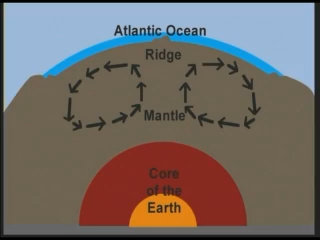 Atlantic Ocean
Ridge
Mantle
Core
of the
Earth